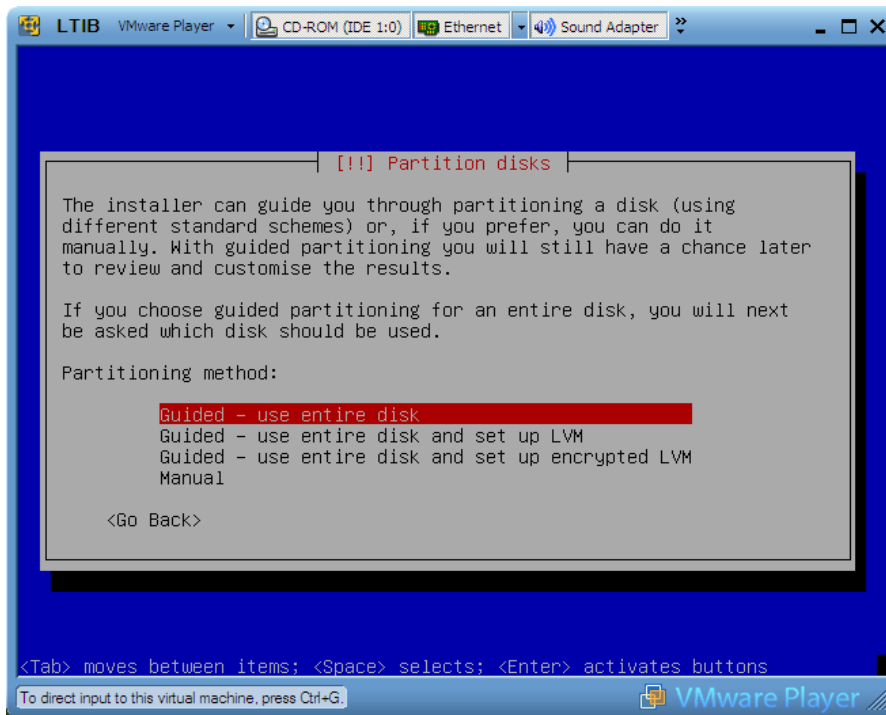 LTIB VMware Player CD-ROM (IDE 1:0) Ethernet Sound Adapter
[!!] Partition disks
The installer can guide you through partitioning a disk (using
different standard schemes) or, if you prefer, you can do it
manually. With guided partitioning you will still have a chance later
to review and customise the results.
If you choose guided partitioning for an entire disk, you will next
be asked which disk should be used.
Partitioning method:
Guided – use entire disk
Guided – use entire disk and set up LVM
Guided – use entire disk and set up encrypted LVM
Manual
<Go Back>
<Tab> moves between items; <Space> selects; <Enter> activates buttons
To direct input to this virtual machine, press Ctrl+G.
VMware Player